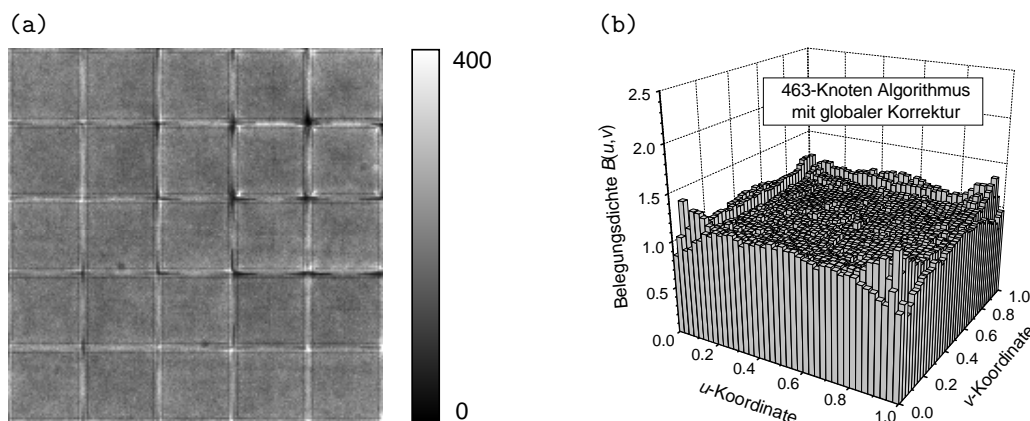 (a)
400
0
(b)
463-Knoten Algorithmus
mit globaler Korrektur
Belegungsdichte B(u,v)
2.5
2.0
1.5
1.0
0.5
0.0
0.2
0.4
0.6
0.8
1.0
u-Koordinate
0.0
0.2
0.4
0.6
0.8
1.0
v-Koordinate